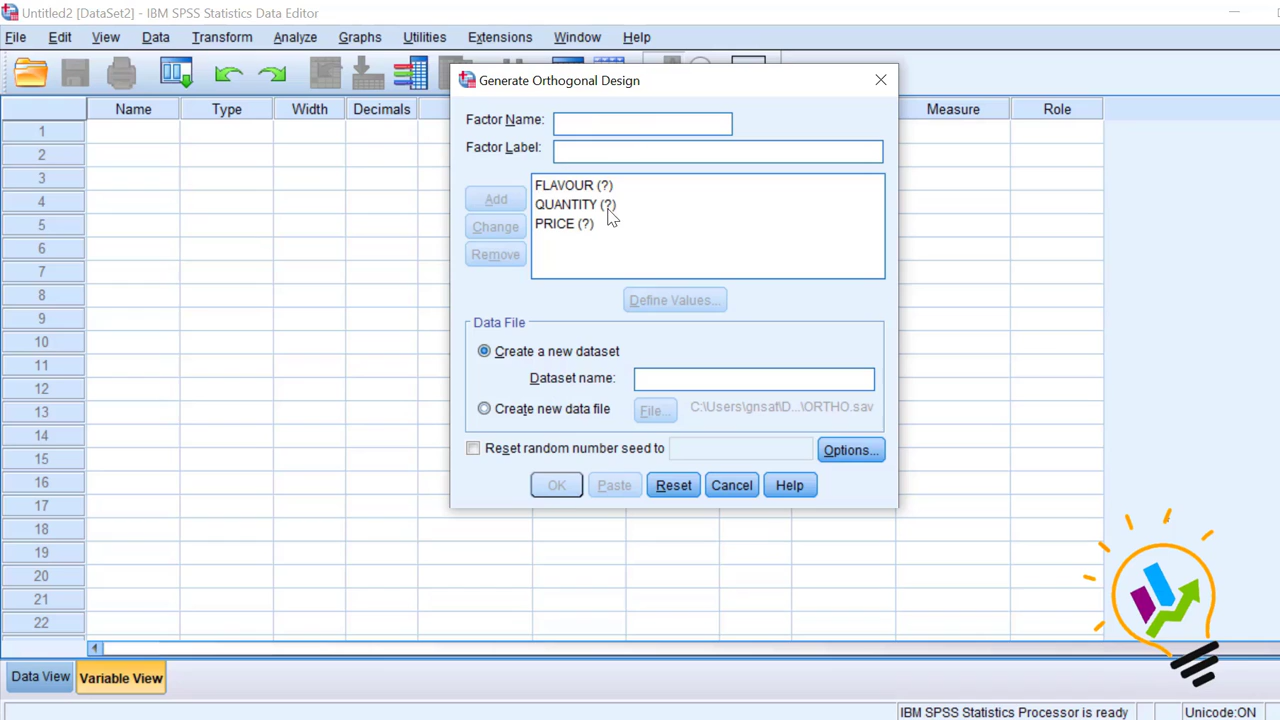 Untitled2 [DataSet2] - IBM SPSS Statistics Data Editor
File Edit View Data Transform Analyze Graphs Utilities Extensions Window Help
Generate Orthogonal Design
Name Type Width Decimals Measure Role
Factor Name:
Factor Label:
FLAVOUR (?)
QUANTITY (?)
PRICE (?)
Add
Change
Remove
Define Values...
Data File
Create a new dataset
Dataset name:
Create new data file File... C:\Users\gnsaf\D...\ORTHO.sav
Reset random number seed to Options...
OK Paste Reset Cancel Help
1
2
3
4
5
6
7
8
9
10
11
12
13
14
15
16
17
18
19
20
21
22
Data View Variable View
IBM SPSS Statistics Processor is ready Unicode:ON